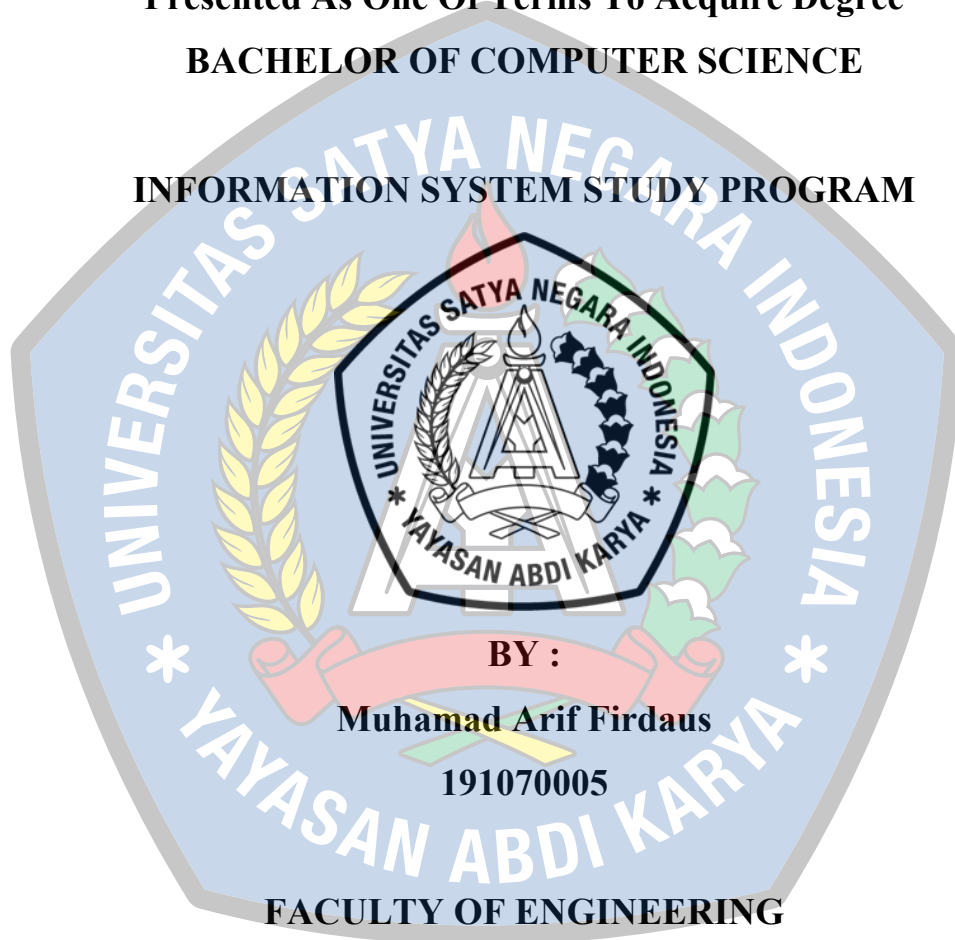 Presented As One Of Terms To Acquire Degree
BACHELOR OF COMPUTER SCIENCE
INFORMATION SYSTEM STUDY PROGRAM
UNIVERSITAS SATYA NEGARA INDONESIA
* YAYASAN ABDI KARYA *
UNIVERSITAS SATYA NEGARA INDONESIA
* YAYASAN ABDI KARYA *
BY :
Muhamad Arif Firdaus
191070005
FACULTY OF ENGINEERING